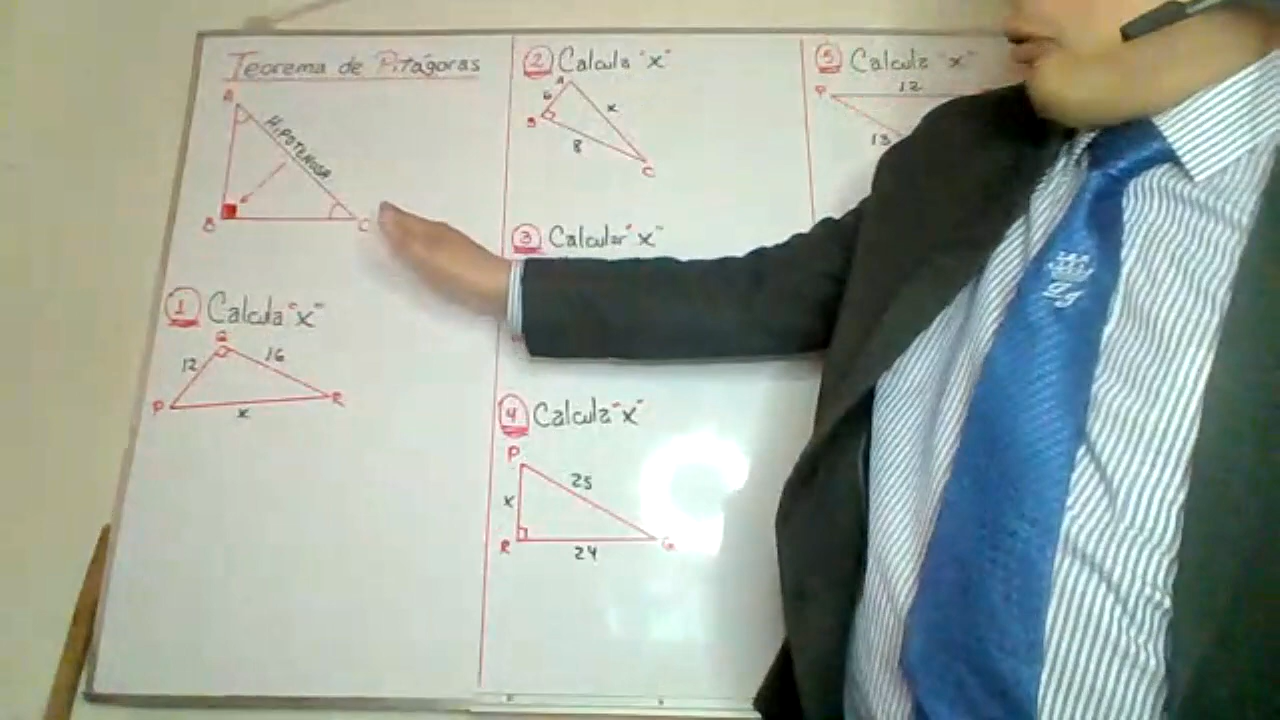 Teorema de Pitágoras
A
HIPOTENUSA
B
C
1 Calcula "x"
Q
12
16
P
R
x
2 Calcula "x"
A
6
x
B
8
C
3 Calcular "x"
4 Calcula "x"
P
25
x
R
24
Q
5 Calcula "x"
P
12
13